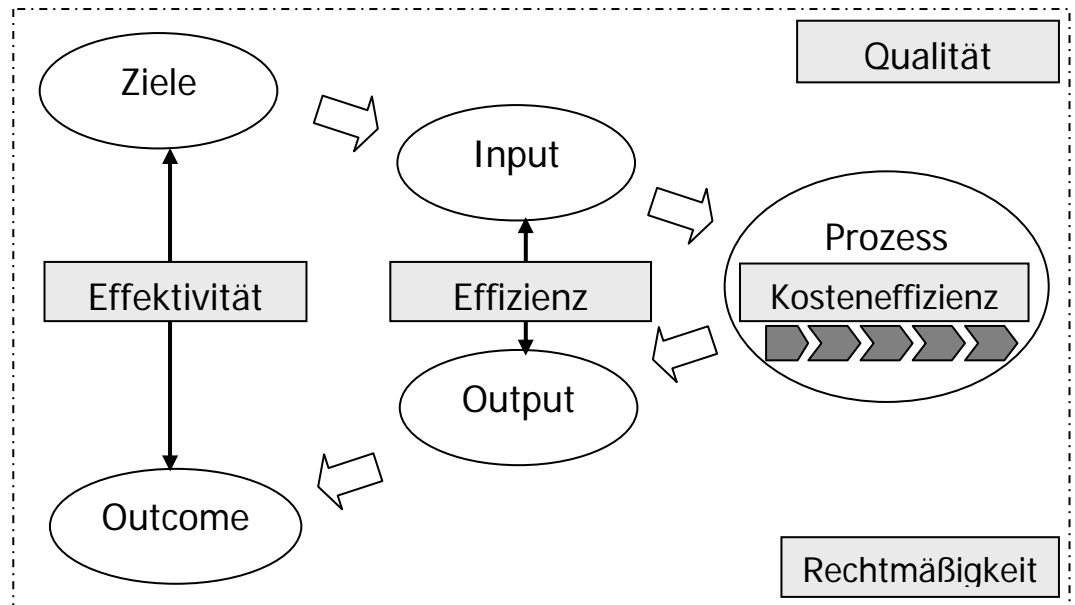 Ziele
Qualität
Input
Prozess
Effektivität
Effizienz
Kosteneffizienz
Output
Outcome
Rechtmäßigkeit